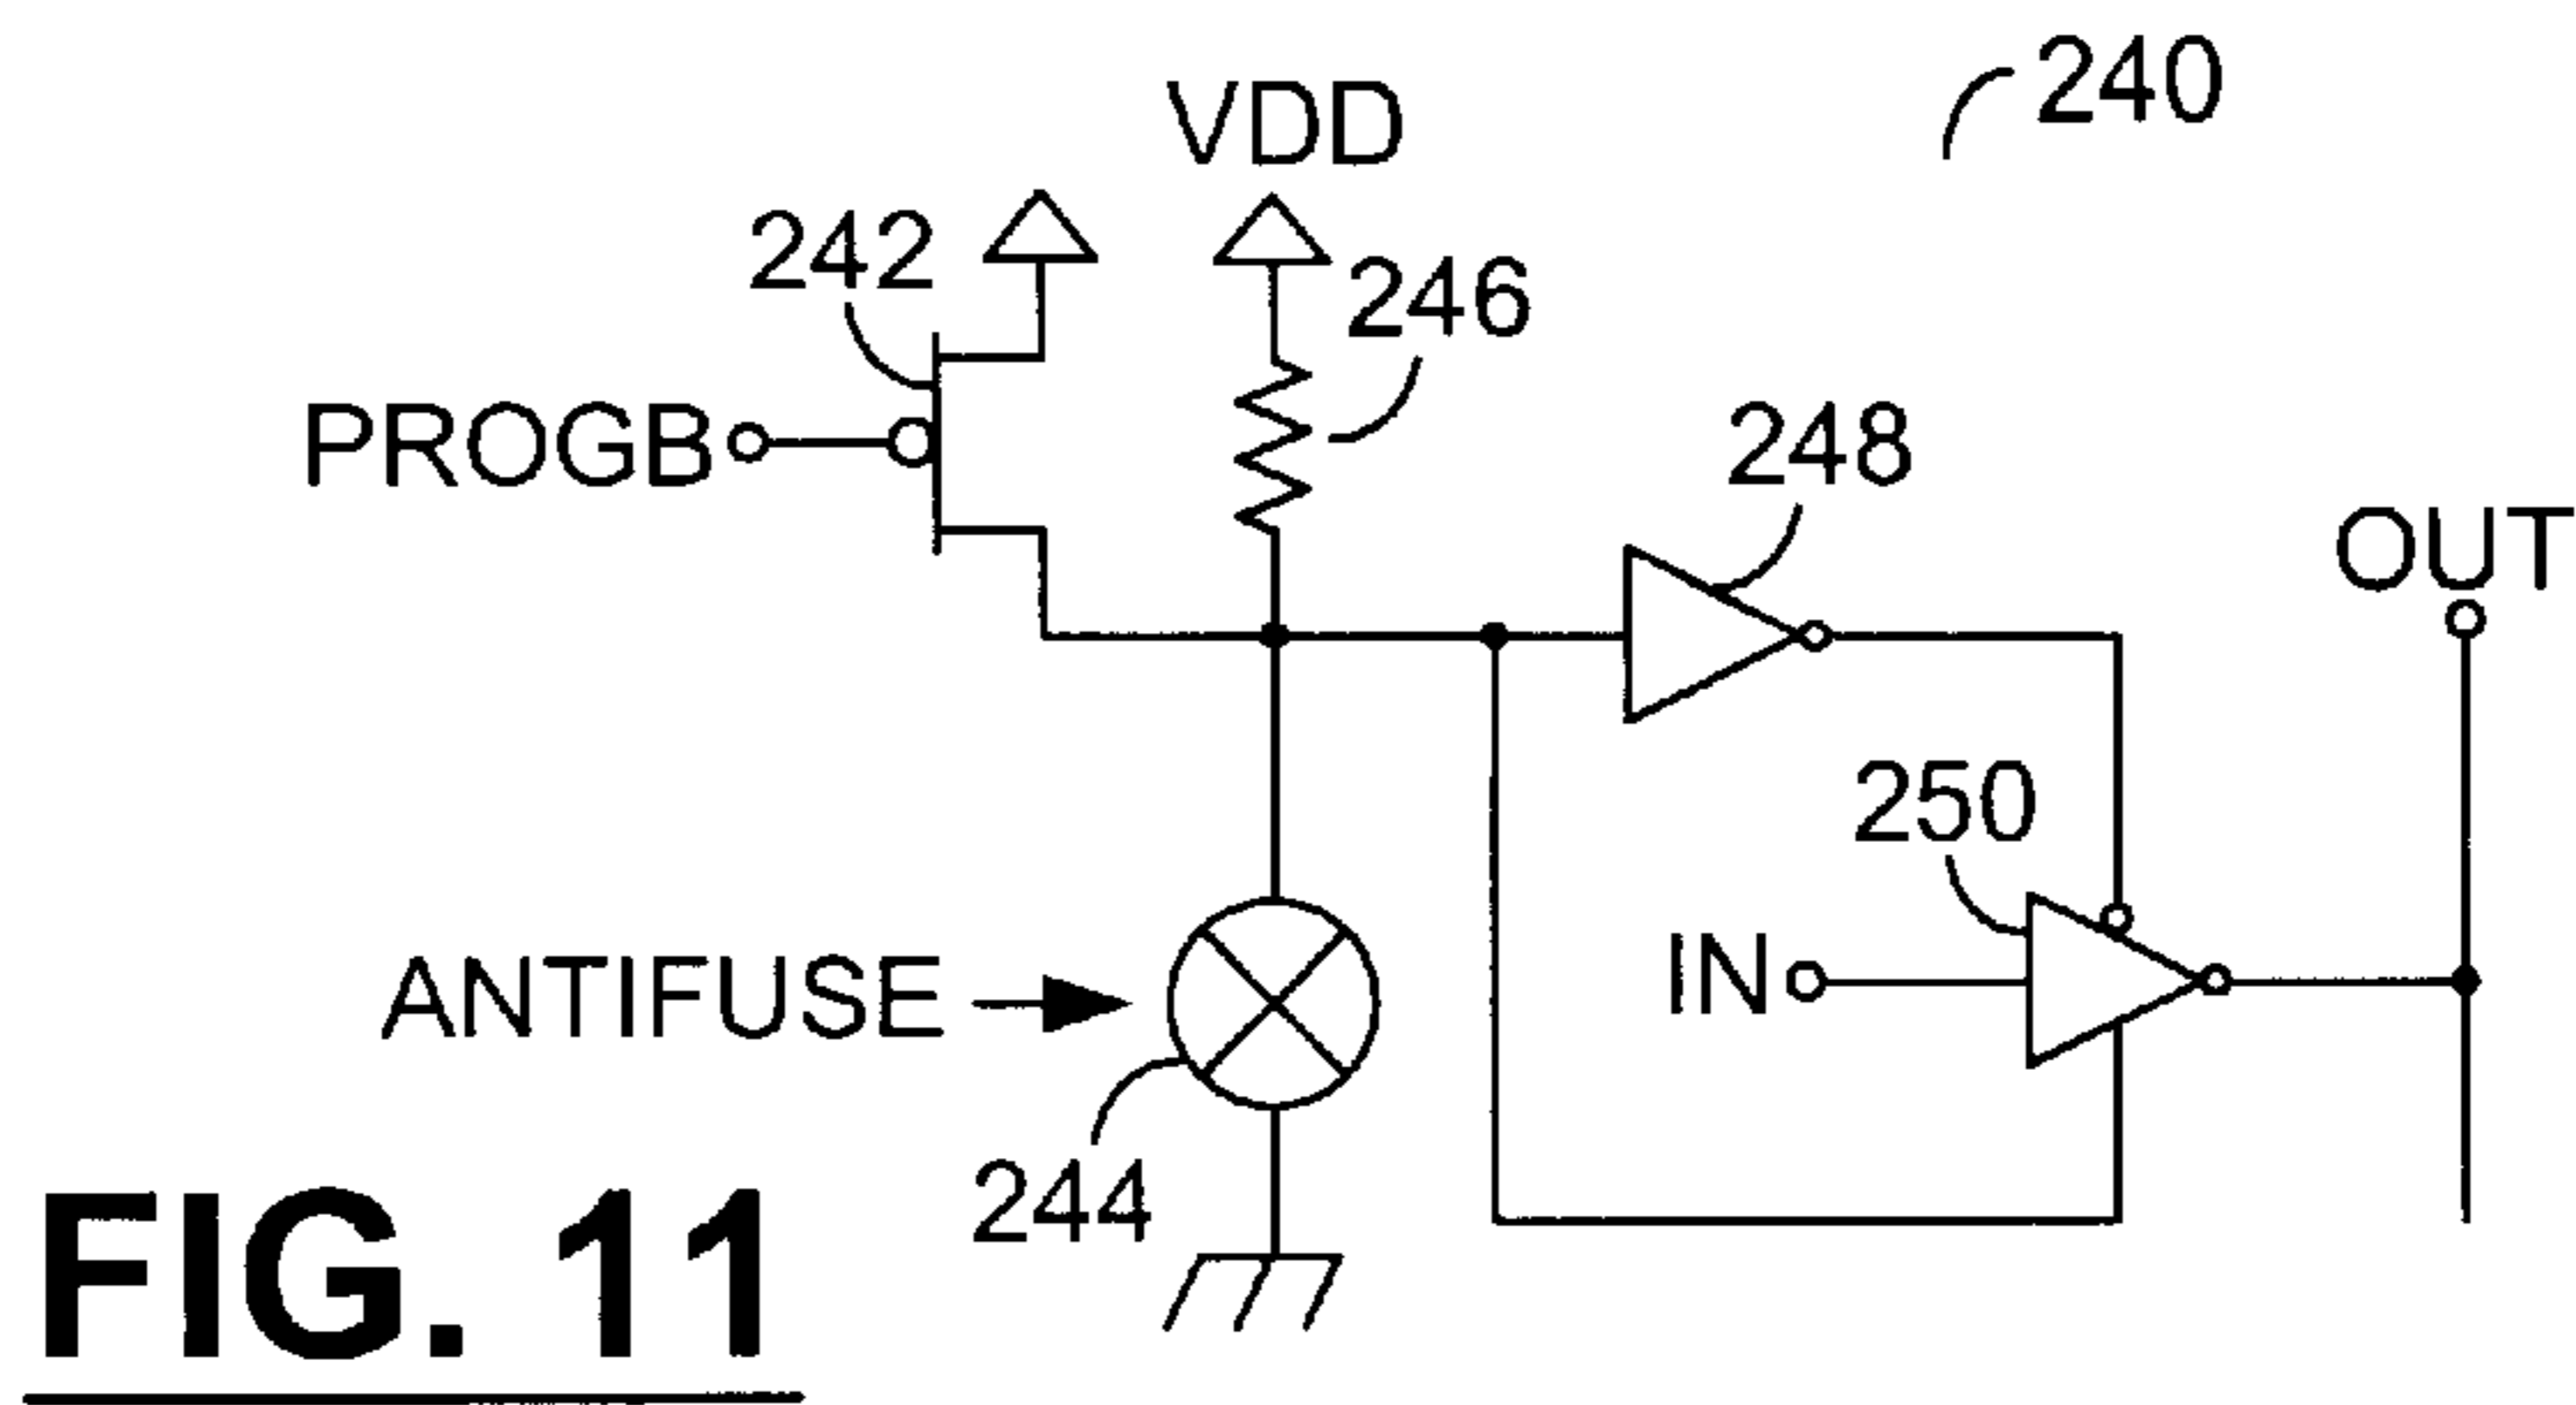 240
VDD
242
246
PROGB
248
OUT
250
IN
ANTIFUSE
244
FIG. 11